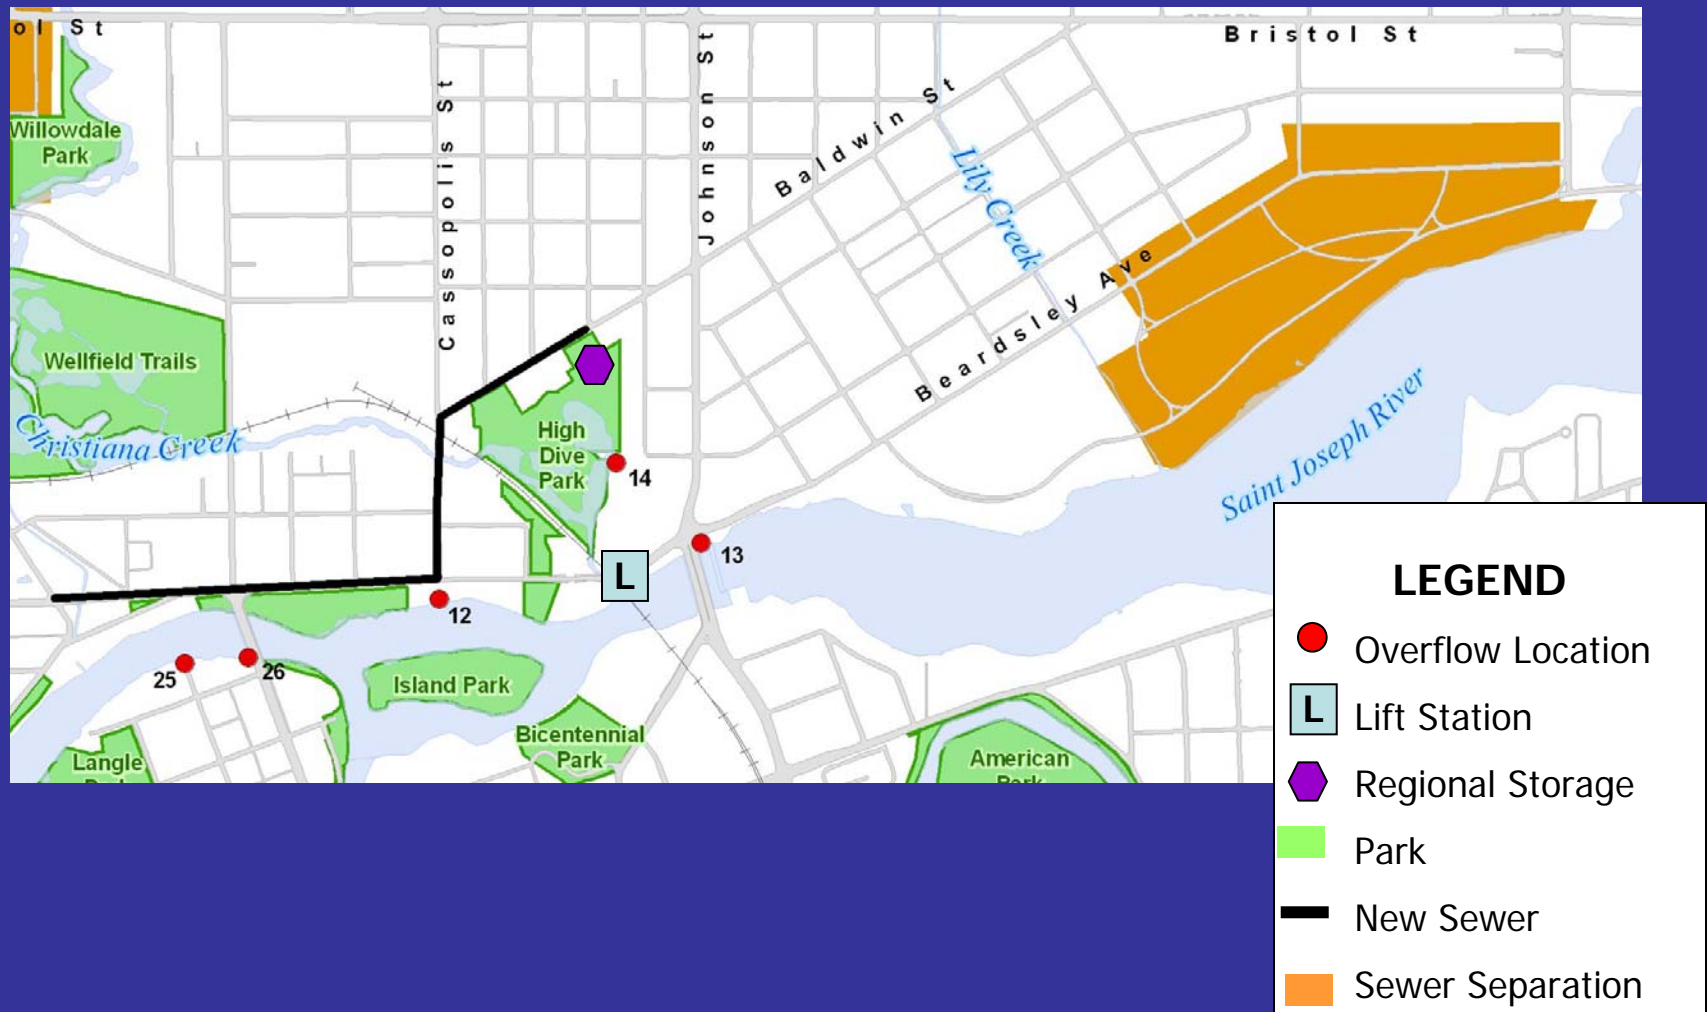 ol St
Bristol St
Willowdale
Park
Cassopolis St
Johnson St
Baldwin St
Lily Creek
Beardsley Ave
Wellfield Trails
Christiana Creek
High
Dive
Park
14
Saint Joseph River
13
L
12
25
26
Island Park
Bicentennial
Park
Langle
American
Park
LEGEND
Overflow Location
L Lift Station
Regional Storage
Park
New Sewer
Sewer Separation